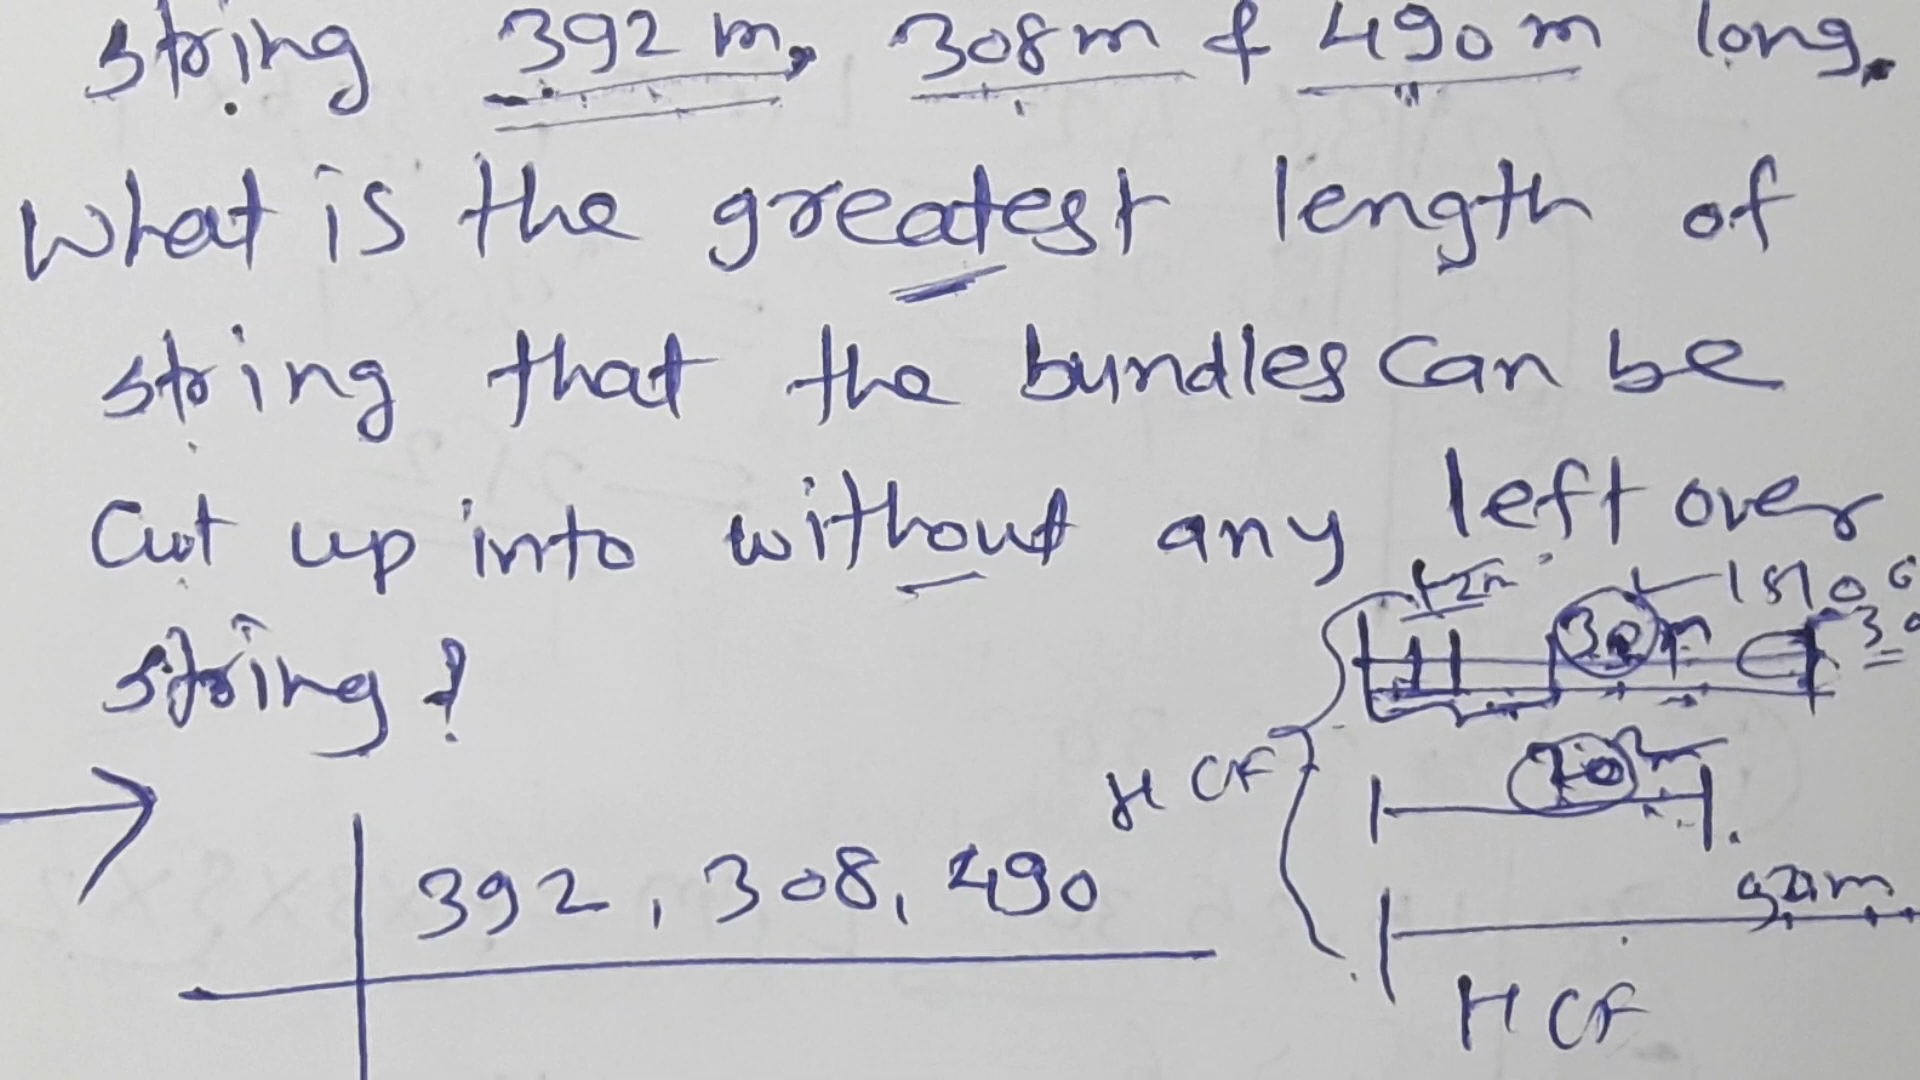 string 392 m, 308 m & 490 m long.
What is the greatest length of
string that the bundles can be
cut up into without any left over
string?
HCF
392, 308, 490
HCF